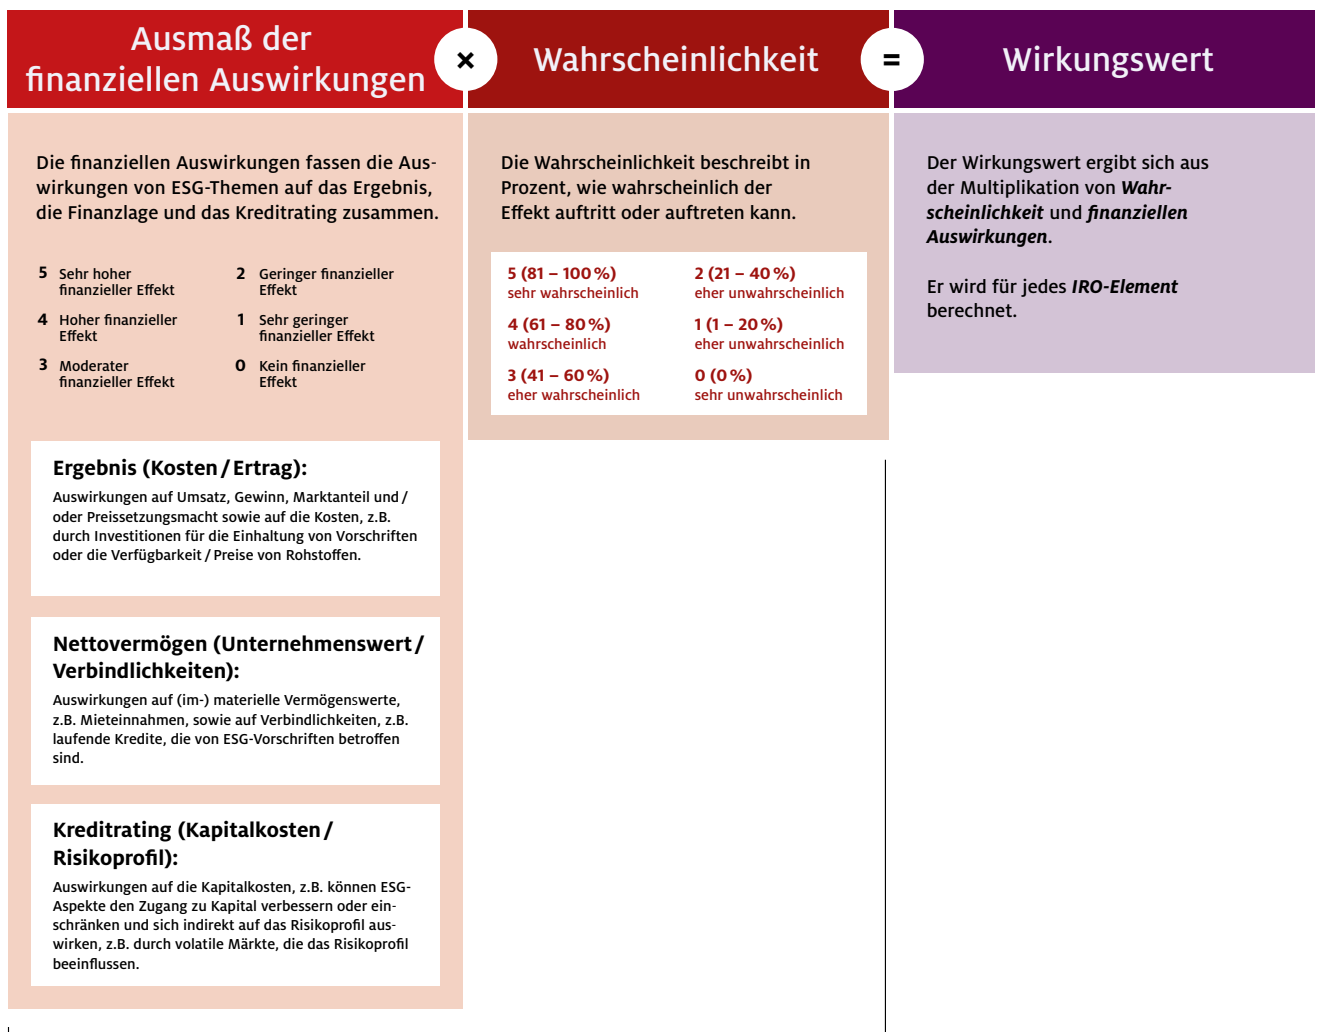 Ausmaß der
finanziellen Auswirkungen
×
Wahrscheinlichkeit
=
Wirkungswert
Die finanziellen Auswirkungen fassen die Aus-
wirkungen von ESG-Themen auf das Ergebnis,
die Finanzlage und das Kreditrating zusammen.
5 Sehr hoher
finanzieller Effekt
4 Hoher finanzieller
Effekt
3 Moderater
finanzieller Effekt
2 Geringer finanzieller
Effekt
1 Sehr geringer
finanzieller Effekt
0 Kein finanzieller
Effekt
Ergebnis (Kosten / Ertrag):
Auswirkungen auf Umsatz, Gewinn, Marktanteil und /
oder Preissetzungsmacht sowie auf die Kosten, z.B.
durch Investitionen für die Einhaltung von Vorschriften
oder die Verfügbarkeit / Preise von Rohstoffen.
Nettovermögen (Unternehmenswert /
Verbindlichkeiten):
Auswirkungen auf (im-) materielle Vermögenswerte,
z.B. Mieteinnahmen, sowie auf Verbindlichkeiten, z.B.
laufende Kredite, die von ESG-Vorschriften betroffen
sind.
Kreditrating (Kapitalkosten /
Risikoprofil):
Auswirkungen auf die Kapitalkosten, z.B. können ESG-
Aspekte den Zugang zu Kapital verbessern oder ein-
schränken und sich indirekt auf das Risikoprofil aus-
wirken, z.B. durch volatile Märkte, die das Risikoprofil
beeinflussen.
Die Wahrscheinlichkeit beschreibt in
Prozent, wie wahrscheinlich der
Effekt auftritt oder auftreten kann.
5 (81 – 100 %)
sehr wahrscheinlich
4 (61 – 80 %)
wahrscheinlich
3 (41 – 60 %)
eher wahrscheinlich
2 (21 – 40 %)
eher unwahrscheinlich
1 (1 – 20 %)
eher unwahrscheinlich
0 (0 %)
sehr unwahrscheinlich
Der Wirkungswert ergibt sich aus
der Multiplikation von Wahr-
scheinlichkeit und finanziellen
Auswirkungen.
Er wird für jedes IRO-Element
berechnet.